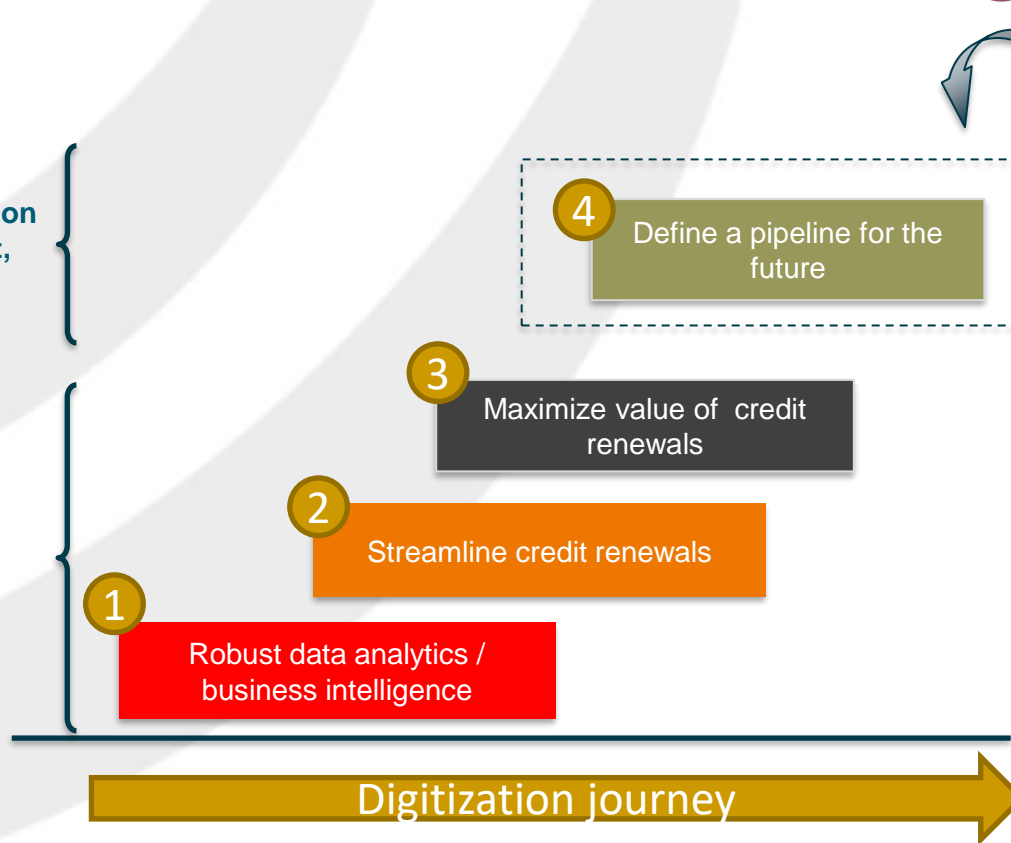 on
,
4
Define a pipeline for the
future
3
Maximize value of credit
renewals
2
Streamline credit renewals
1
Robust data analytics /
business intelligence
Digitization journey